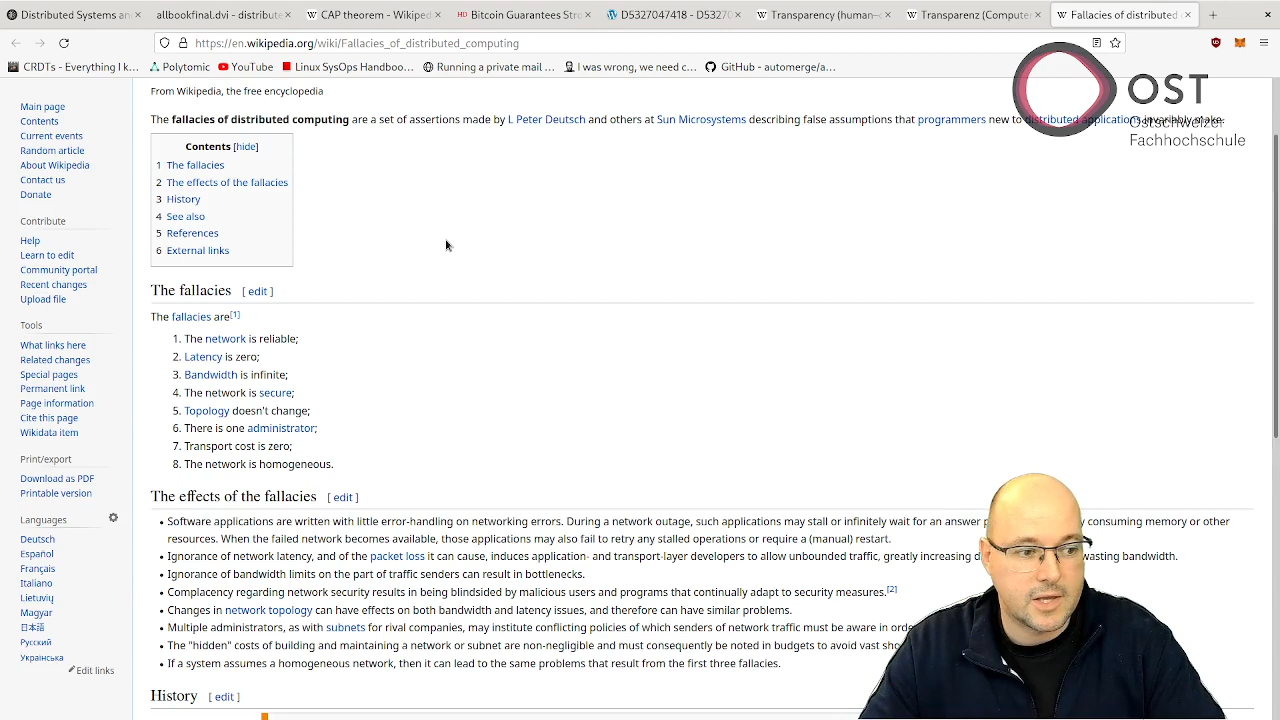 Distributed Systems an
allbookfinal.dvi - distribute
CAP theorem - Wikiped
Bitcoin Guarantees Stro
D5327047418 - D53270
Transparency (human–c
Transparenz (Compute
Fallacies of distributed
https://en.wikipedia.org/wiki/Fallacies_of_distributed_computing
CRDTs - Everything I k…
Polytomic
YouTube
Linux SysOps Handboo…
Running a private mail …
I was wrong, we need c…
GitHub - automerge/a…
OST
Ostschweizer
Fachhochschule
Main page
Contents
Current events
Random article
About Wikipedia
Contact us
Donate
Contribute
Help
Learn to edit
Community portal
Recent changes
Upload file
Tools
What links here
Related changes
Special pages
Permanent link
Page information
Cite this page
Wikidata item
Print/export
Download as PDF
Printable version
Languages
Deutsch
Español
Français
Italiano
Lietuvių
Magyar
日本語
Русский
Українська
Edit links
From Wikipedia, the free encyclopedia
The fallacies of distributed computing are a set of assertions made by L Peter Deutsch and others at Sun Microsystems describing false assumptions that programmers new to distributed applications invariably make.
Contents [hide]
1 The fallacies
2 The effects of the fallacies
3 History
4 See also
5 References
6 External links
The fallacies [ edit ]
The fallacies are[1]
1. The network is reliable;
2. Latency is zero;
3. Bandwidth is infinite;
4. The network is secure;
5. Topology doesn't change;
6. There is one administrator;
7. Transport cost is zero;
8. The network is homogeneous.
The effects of the fallacies [ edit ]
• Software applications are written with little error-handling on networking errors. During a network outage, such applications may stall or infinitely wait for an answer p consuming memory or other
resources. When the failed network becomes available, those applications may also fail to retry any stalled operations or require a (manual) restart.
• Ignorance of network latency, and of the packet loss it can cause, induces application- and transport-layer developers to allow unbounded traffic, greatly increasing d wasting bandwidth.
• Ignorance of bandwidth limits on the part of traffic senders can result in bottlenecks.
• Complacency regarding network security results in being blindsided by malicious users and programs that continually adapt to security measures.[2]
• Changes in network topology can have effects on both bandwidth and latency issues, and therefore can have similar problems.
• Multiple administrators, as with subnets for rival companies, may institute conflicting policies of which senders of network traffic must be aware in orde
• The "hidden" costs of building and maintaining a network or subnet are non-negligible and must consequently be noted in budgets to avoid vast sho
• If a system assumes a homogeneous network, then it can lead to the same problems that result from the first three fallacies.
History [ edit ]